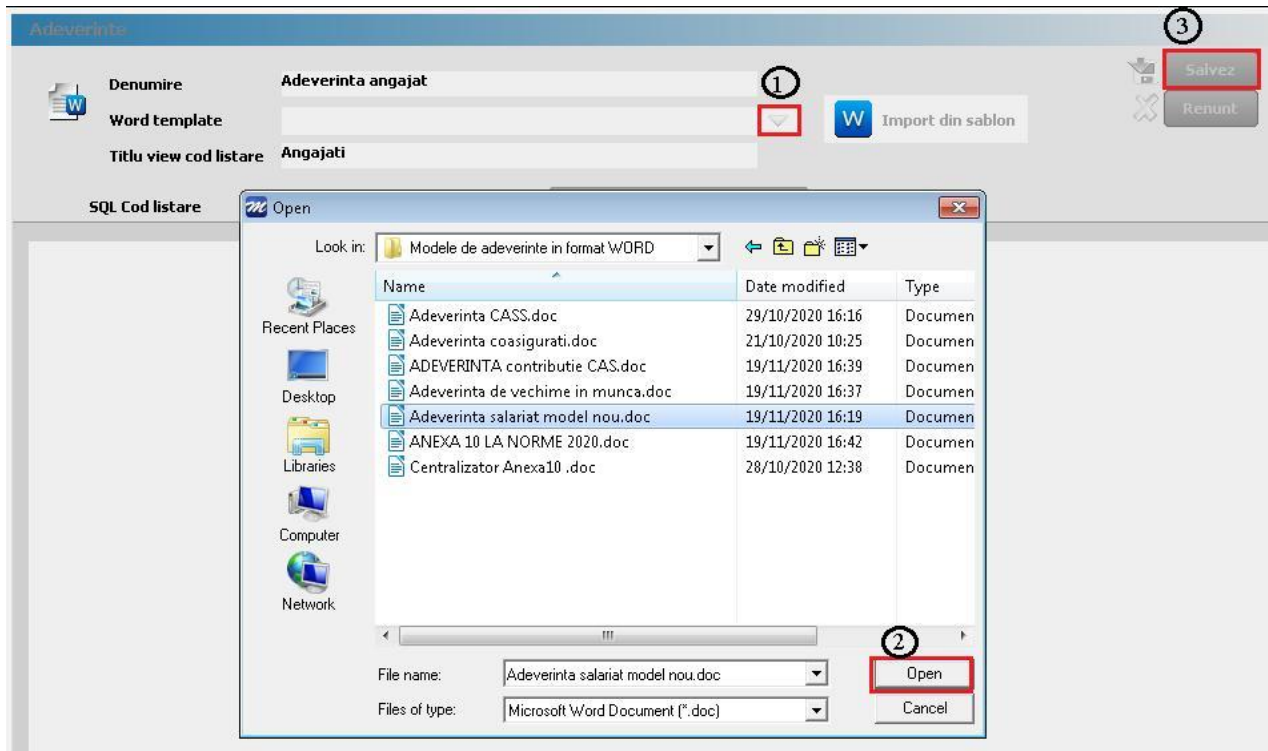 Adeverinte
3
Denumire
Adeverinta angajat
1
Salvez
Word template
W Import din sablon
Renunt
Titlu view cod listare
Angajati
SQL Cod listare
Open
Look in:
Modele de adeverinte in format WORD
Name Date modified Type
Recent Places
Desktop
Libraries
Computer
Network
Adeverinta CASS.doc 29/10/2020 16:16 Documen
Adeverinta coasigurati.doc 21/10/2020 10:25 Documen
ADEVERINTA contributie CAS.doc 19/11/2020 16:39 Documen
Adeverinta de vechime in munca.doc 19/11/2020 16:37 Documen
Adeverinta salariat model nou.doc 19/11/2020 16:19 Documen
ANEXA 10 LA NORME 2020.doc 19/11/2020 16:42 Documen
Centralizator Anexa10 .doc 28/10/2020 12:38 Documen
2
File name: Adeverinta salariat model nou.doc Open
Files of type: Microsoft Word Document (*.doc) Cancel